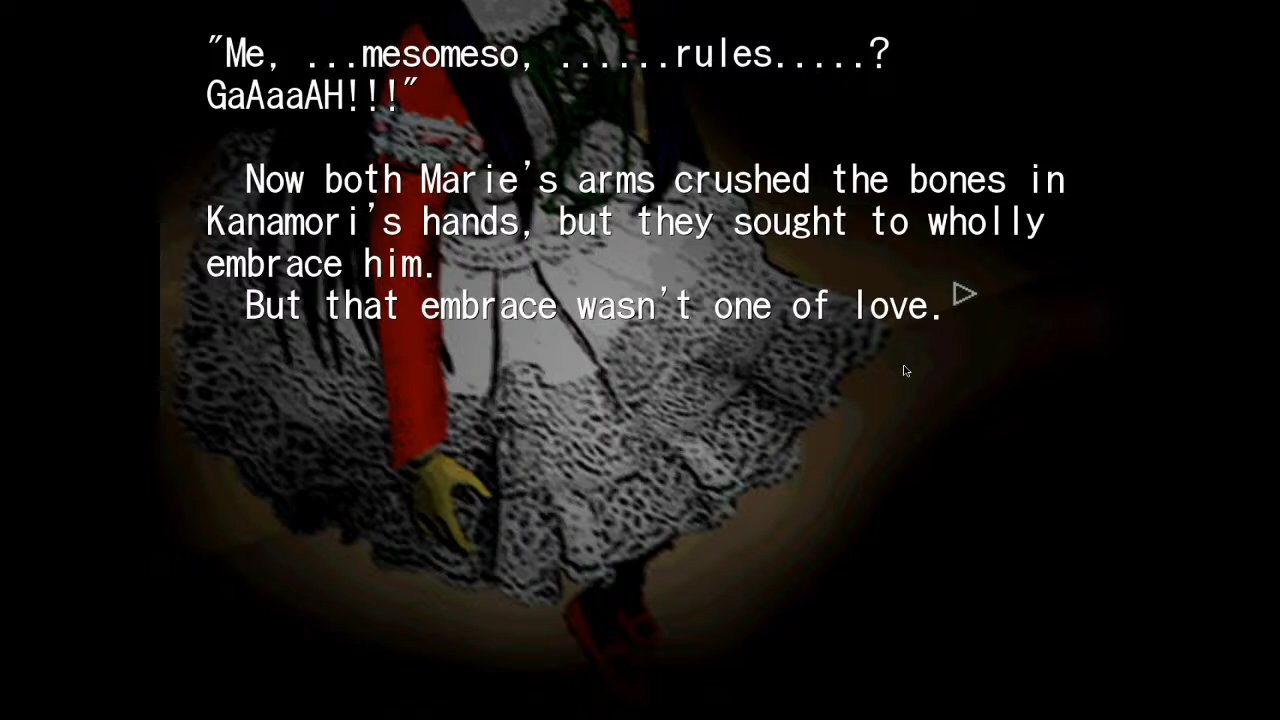 "Me, ...mesomeso, ......rules.....?
GaAaaAH!!!"
Now both Marie's arms crushed the bones in
Kanamori's hands, but they sought to wholly
embrace him.
But that embrace wasn't one of love.